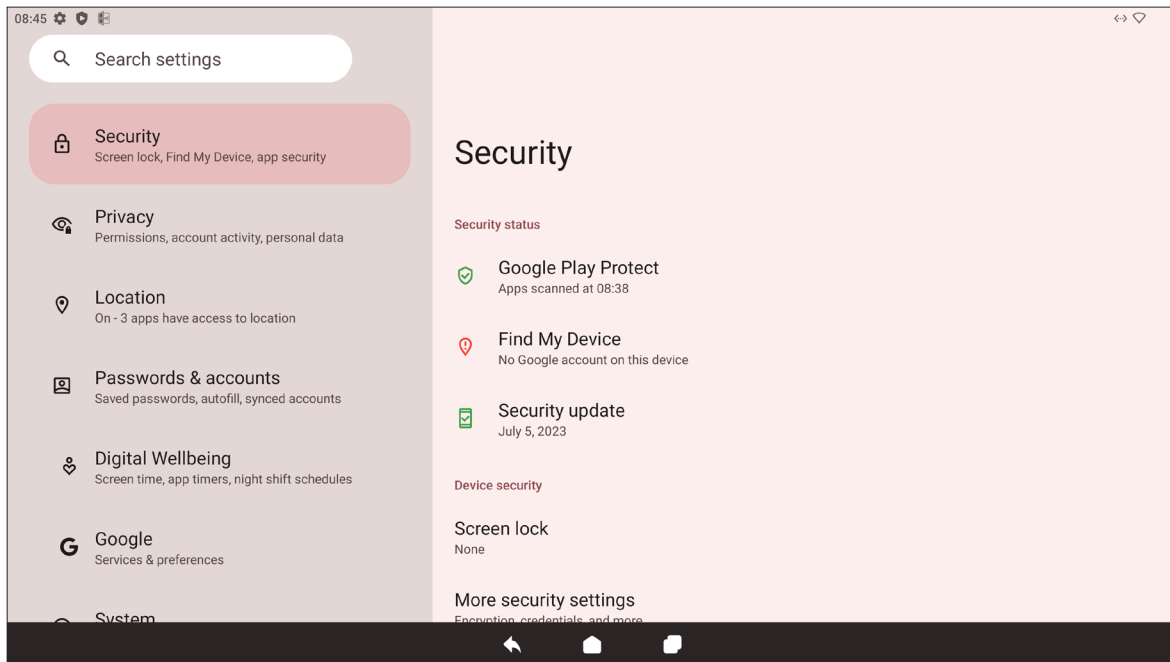 08:45
Search settings
Security
Screen lock, Find My Device, app security
Privacy
Permissions, account activity, personal data
Location
On - 3 apps have access to location
Passwords & accounts
Saved passwords, autofill, synced accounts
Digital Wellbeing
Screen time, app timers, night shift schedules
Google
Services & preferences
System
Security
Security status
Google Play Protect
Apps scanned at 08:38
Find My Device
No Google account on this device
Security update
July 5, 2023
Device security
Screen lock
None
More security settings
Encryption, credentials, and more